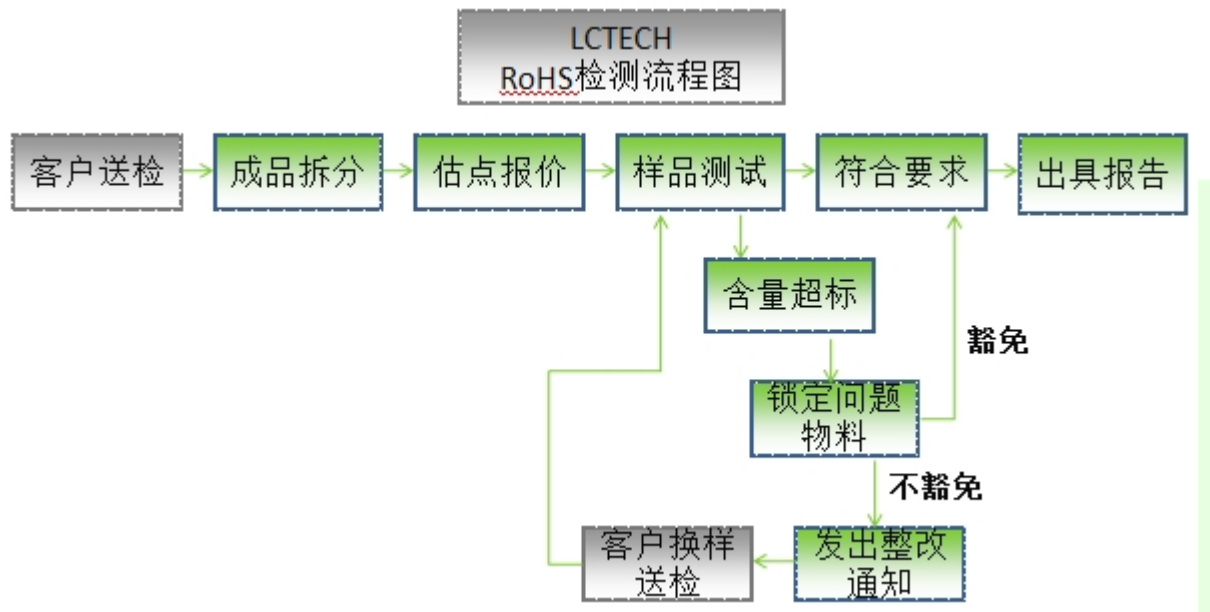 LCTECH
RoHS检测流程图
客户送检
成品拆分
估点报价
样品测试
符合要求
出具报告
含量超标
豁免
锁定问题
物料
不豁免
客户换样
送检
发出整改
通知